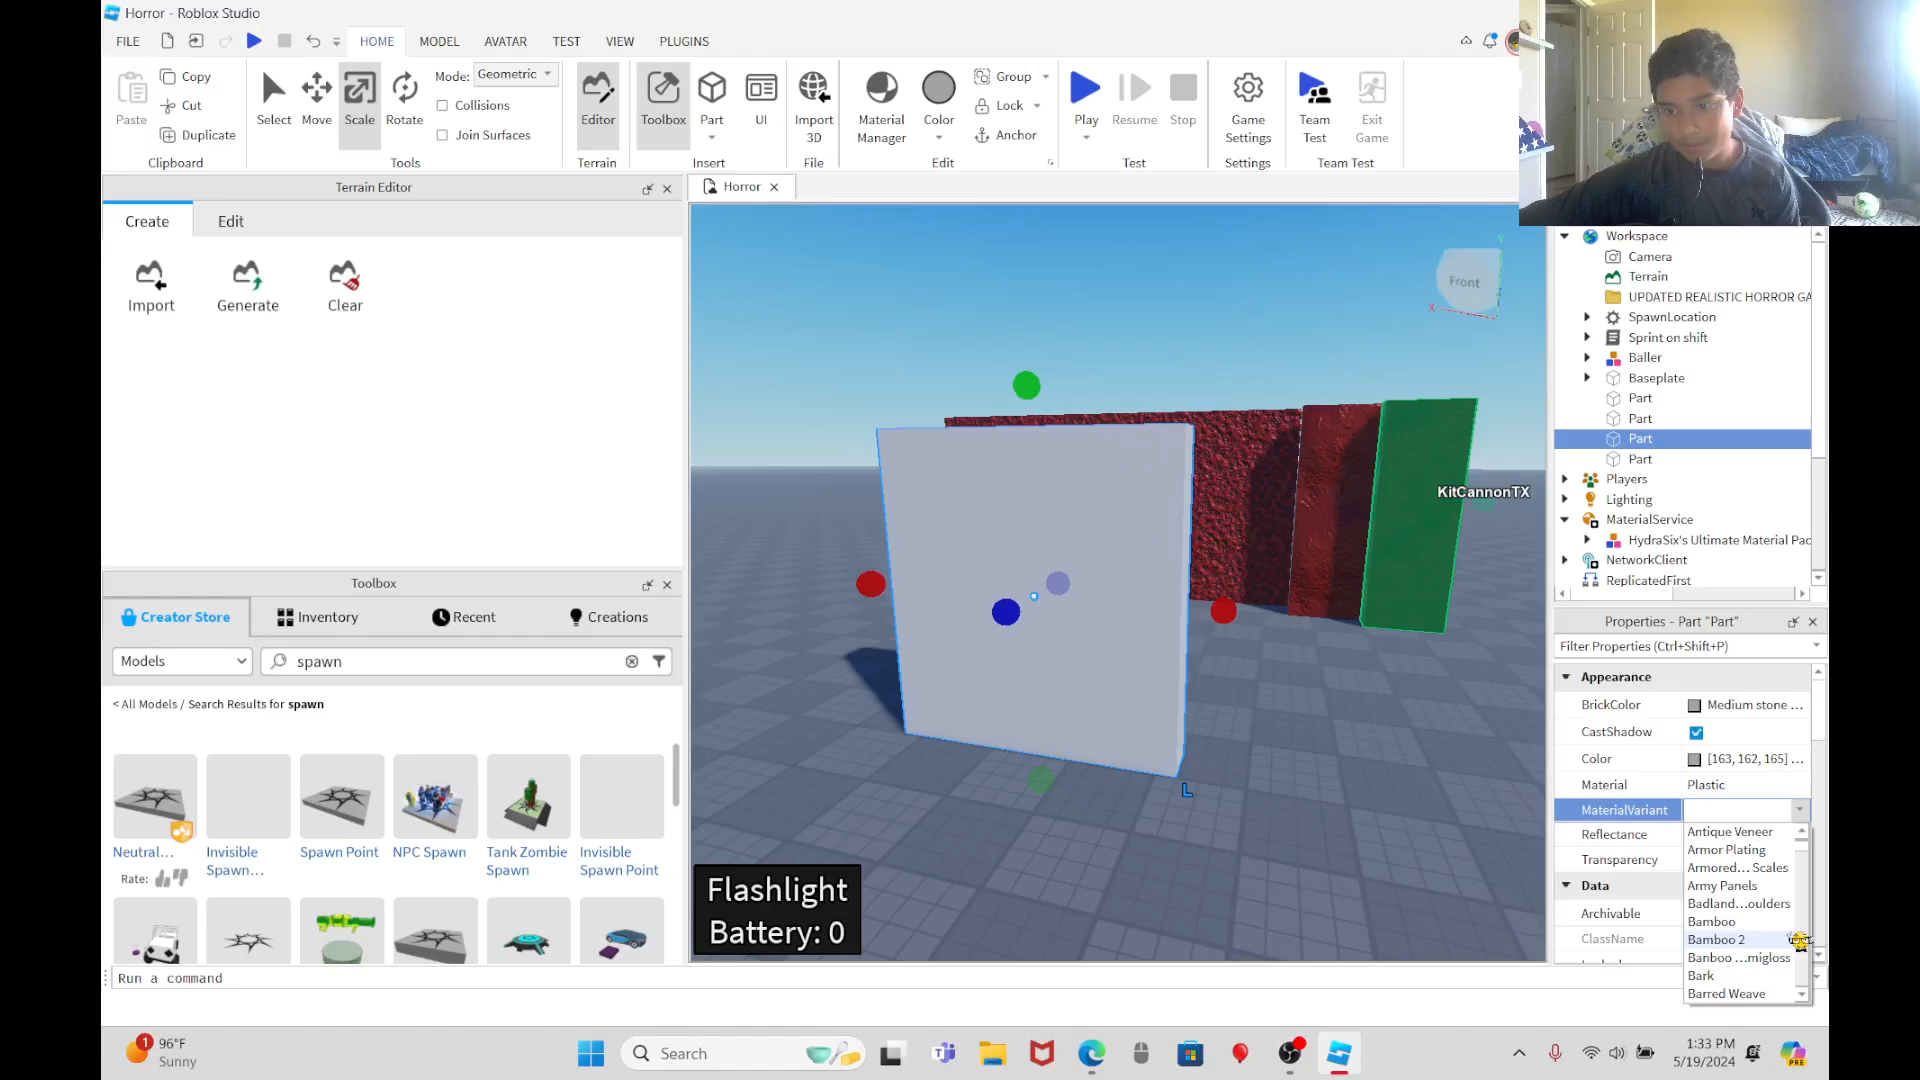 Horror - Roblox Studio
FILE
HOME
MODEL
AVATAR
TEST
VIEW
PLUGINS
Paste
Copy
Cut
Duplicate
Clipboard
Select
Move
Scale
Rotate
Mode:
Geometric
Collisions
Join Surfaces
Tools
Editor
Terrain
Toolbox
Part
UI
Insert
Import
3D
File
Material
Manager
Color
Group
Lock
Anchor
Edit
Play
Resume
Stop
Test
Game
Settings
Settings
Team
Test
Exit
Game
Team Test
Terrain Editor
Create
Edit
Import
Generate
Clear
Horror
Front
X
Y
KitCannonTX
L
Flashlight
Battery: 0
Toolbox
Creator Store
Inventory
Recent
Creations
Models
spawn
< All Models / Search Results for spawn
Neutral...
Rate:
Invisible
Spawn...
Spawn Point
NPC Spawn
Tank Zombie
Spawn
Invisible
Spawn Point
Run a command
Workspace
Camera
Terrain
UPDATED REALISTIC HORROR GA
SpawnLocation
Sprint on shift
Baller
Baseplate
Part
Part
Part
Part
Players
Lighting
MaterialService
HydraSix's Ultimate Material Pac
NetworkClient
ReplicatedFirst
Properties - Part "Part"
Filter Properties (Ctrl+Shift+P)
Appearance
BrickColor
Medium stone ...
CastShadow
Color
[163, 162, 165] ...
Material
Plastic
MaterialVariant
Reflectance
Transparency
Data
Archivable
ClassName
Antique Veneer
Armor Plating
Armored... Scales
Army Panels
Badland...oulders
Bamboo
Bamboo 2
Banboo ...migloss
Bark
Barred Weave
1
96°F
Sunny
Search
1:33 PM
5/19/2024
PRE